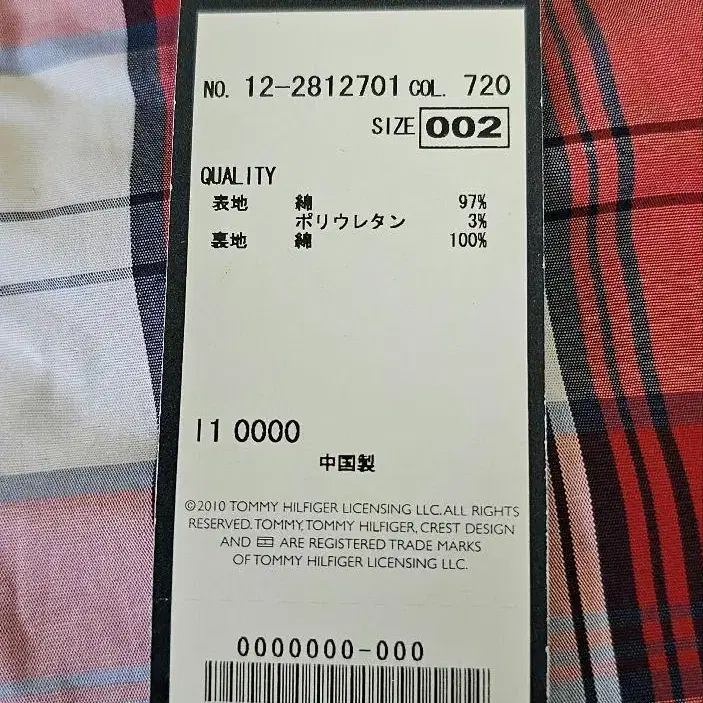 NO. 12-2812701 COL. 720
SIZE 002
QUALITY
表地 綿 97%
ポリウレタン 3%
裏地 綿 100%
I1 0000
中国製
©2010 TOMMY HILFIGER LICENSING LLC. ALL RIGHTS
RESERVED. TOMMY, TOMMY HILFIGER, CREST DESIGN
AND ARE REGISTERED TRADE MARKS
OF TOMMY HILFIGER LICENSING LLC.
0000000-000